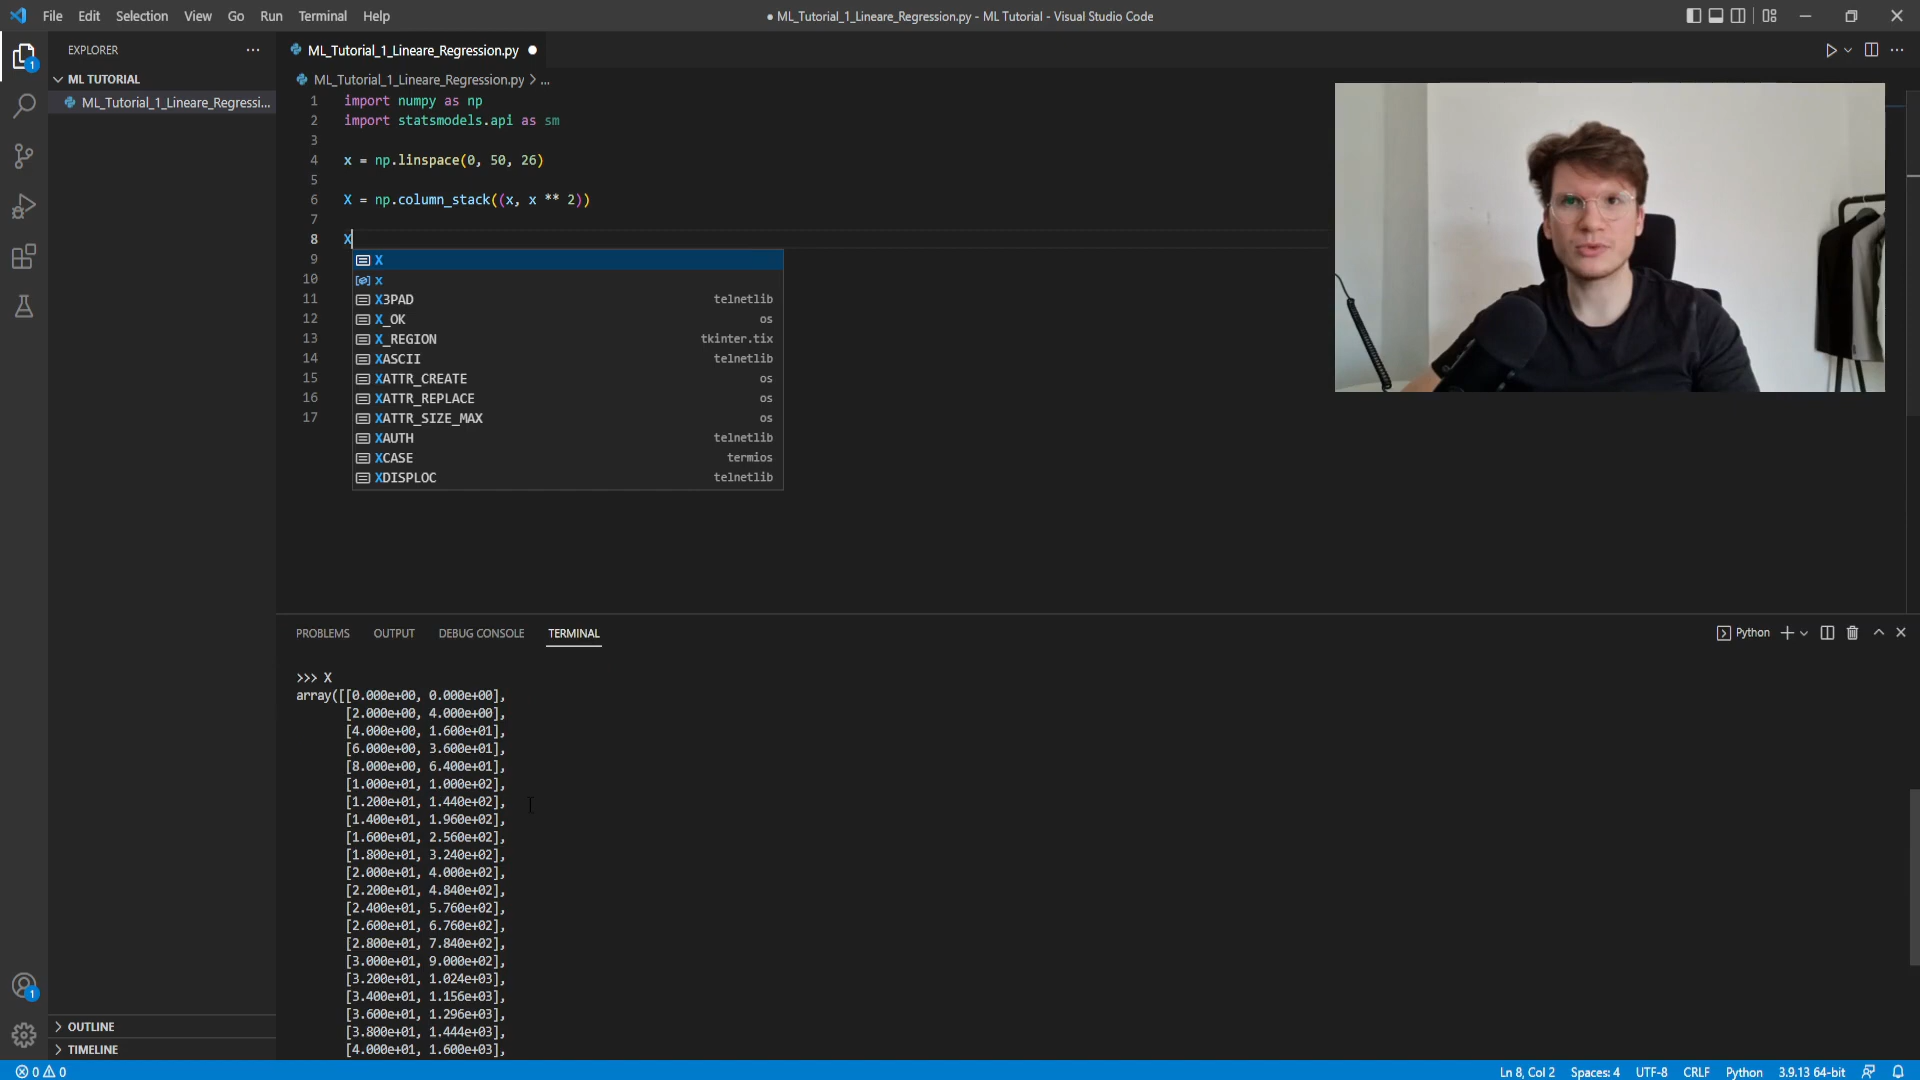 File Edit Selection View Go Run Terminal Help
● ML_Tutorial_1_Lineare_Regression.py - ML Tutorial - Visual Studio Code
EXPLORER
ML TUTORIAL
ML_Tutorial_1_Lineare_Regressi...
OUTLINE
TIMELINE
1
1
ML_Tutorial_1_Lineare_Regression.py
ML_Tutorial_1_Lineare_Regression.py > ...
1 import numpy as np
2 import statsmodels.api as sm
3
4 x = np.linspace(0, 50, 26)
5
6 X = np.column_stack((x, x ** 2))
7
8 X
9
10
11
12
13
14
15
16
17
X
x
X3PAD telnetlib
X_OK os
X_REGION tkinter.tix
XASCII telnetlib
XATTR_CREATE os
XATTR_REPLACE os
XATTR_SIZE_MAX os
XAUTH telnetlib
XCASE termios
XDISPLOC telnetlib
PROBLEMS OUTPUT DEBUG CONSOLE TERMINAL
Python
>>> X
array([[0.000e+00, 0.000e+00],
[2.000e+00, 4.000e+00],
[4.000e+00, 1.600e+01],
[6.000e+00, 3.600e+01],
[8.000e+00, 6.400e+01],
[1.000e+01, 1.000e+02],
[1.200e+01, 1.440e+02],
[1.400e+01, 1.960e+02],
[1.600e+01, 2.560e+02],
[1.800e+01, 3.240e+02],
[2.000e+01, 4.000e+02],
[2.200e+01, 4.840e+02],
[2.400e+01, 5.760e+02],
[2.600e+01, 6.760e+02],
[2.800e+01, 7.840e+02],
[3.000e+01, 9.000e+02],
[3.200e+01, 1.024e+03],
[3.400e+01, 1.156e+03],
[3.600e+01, 1.296e+03],
[3.800e+01, 1.444e+03],
[4.000e+01, 1.600e+03],
0 0
Ln 8, Col 2 Spaces: 4 UTF-8 CRLF Python 3.9.13 64-bit